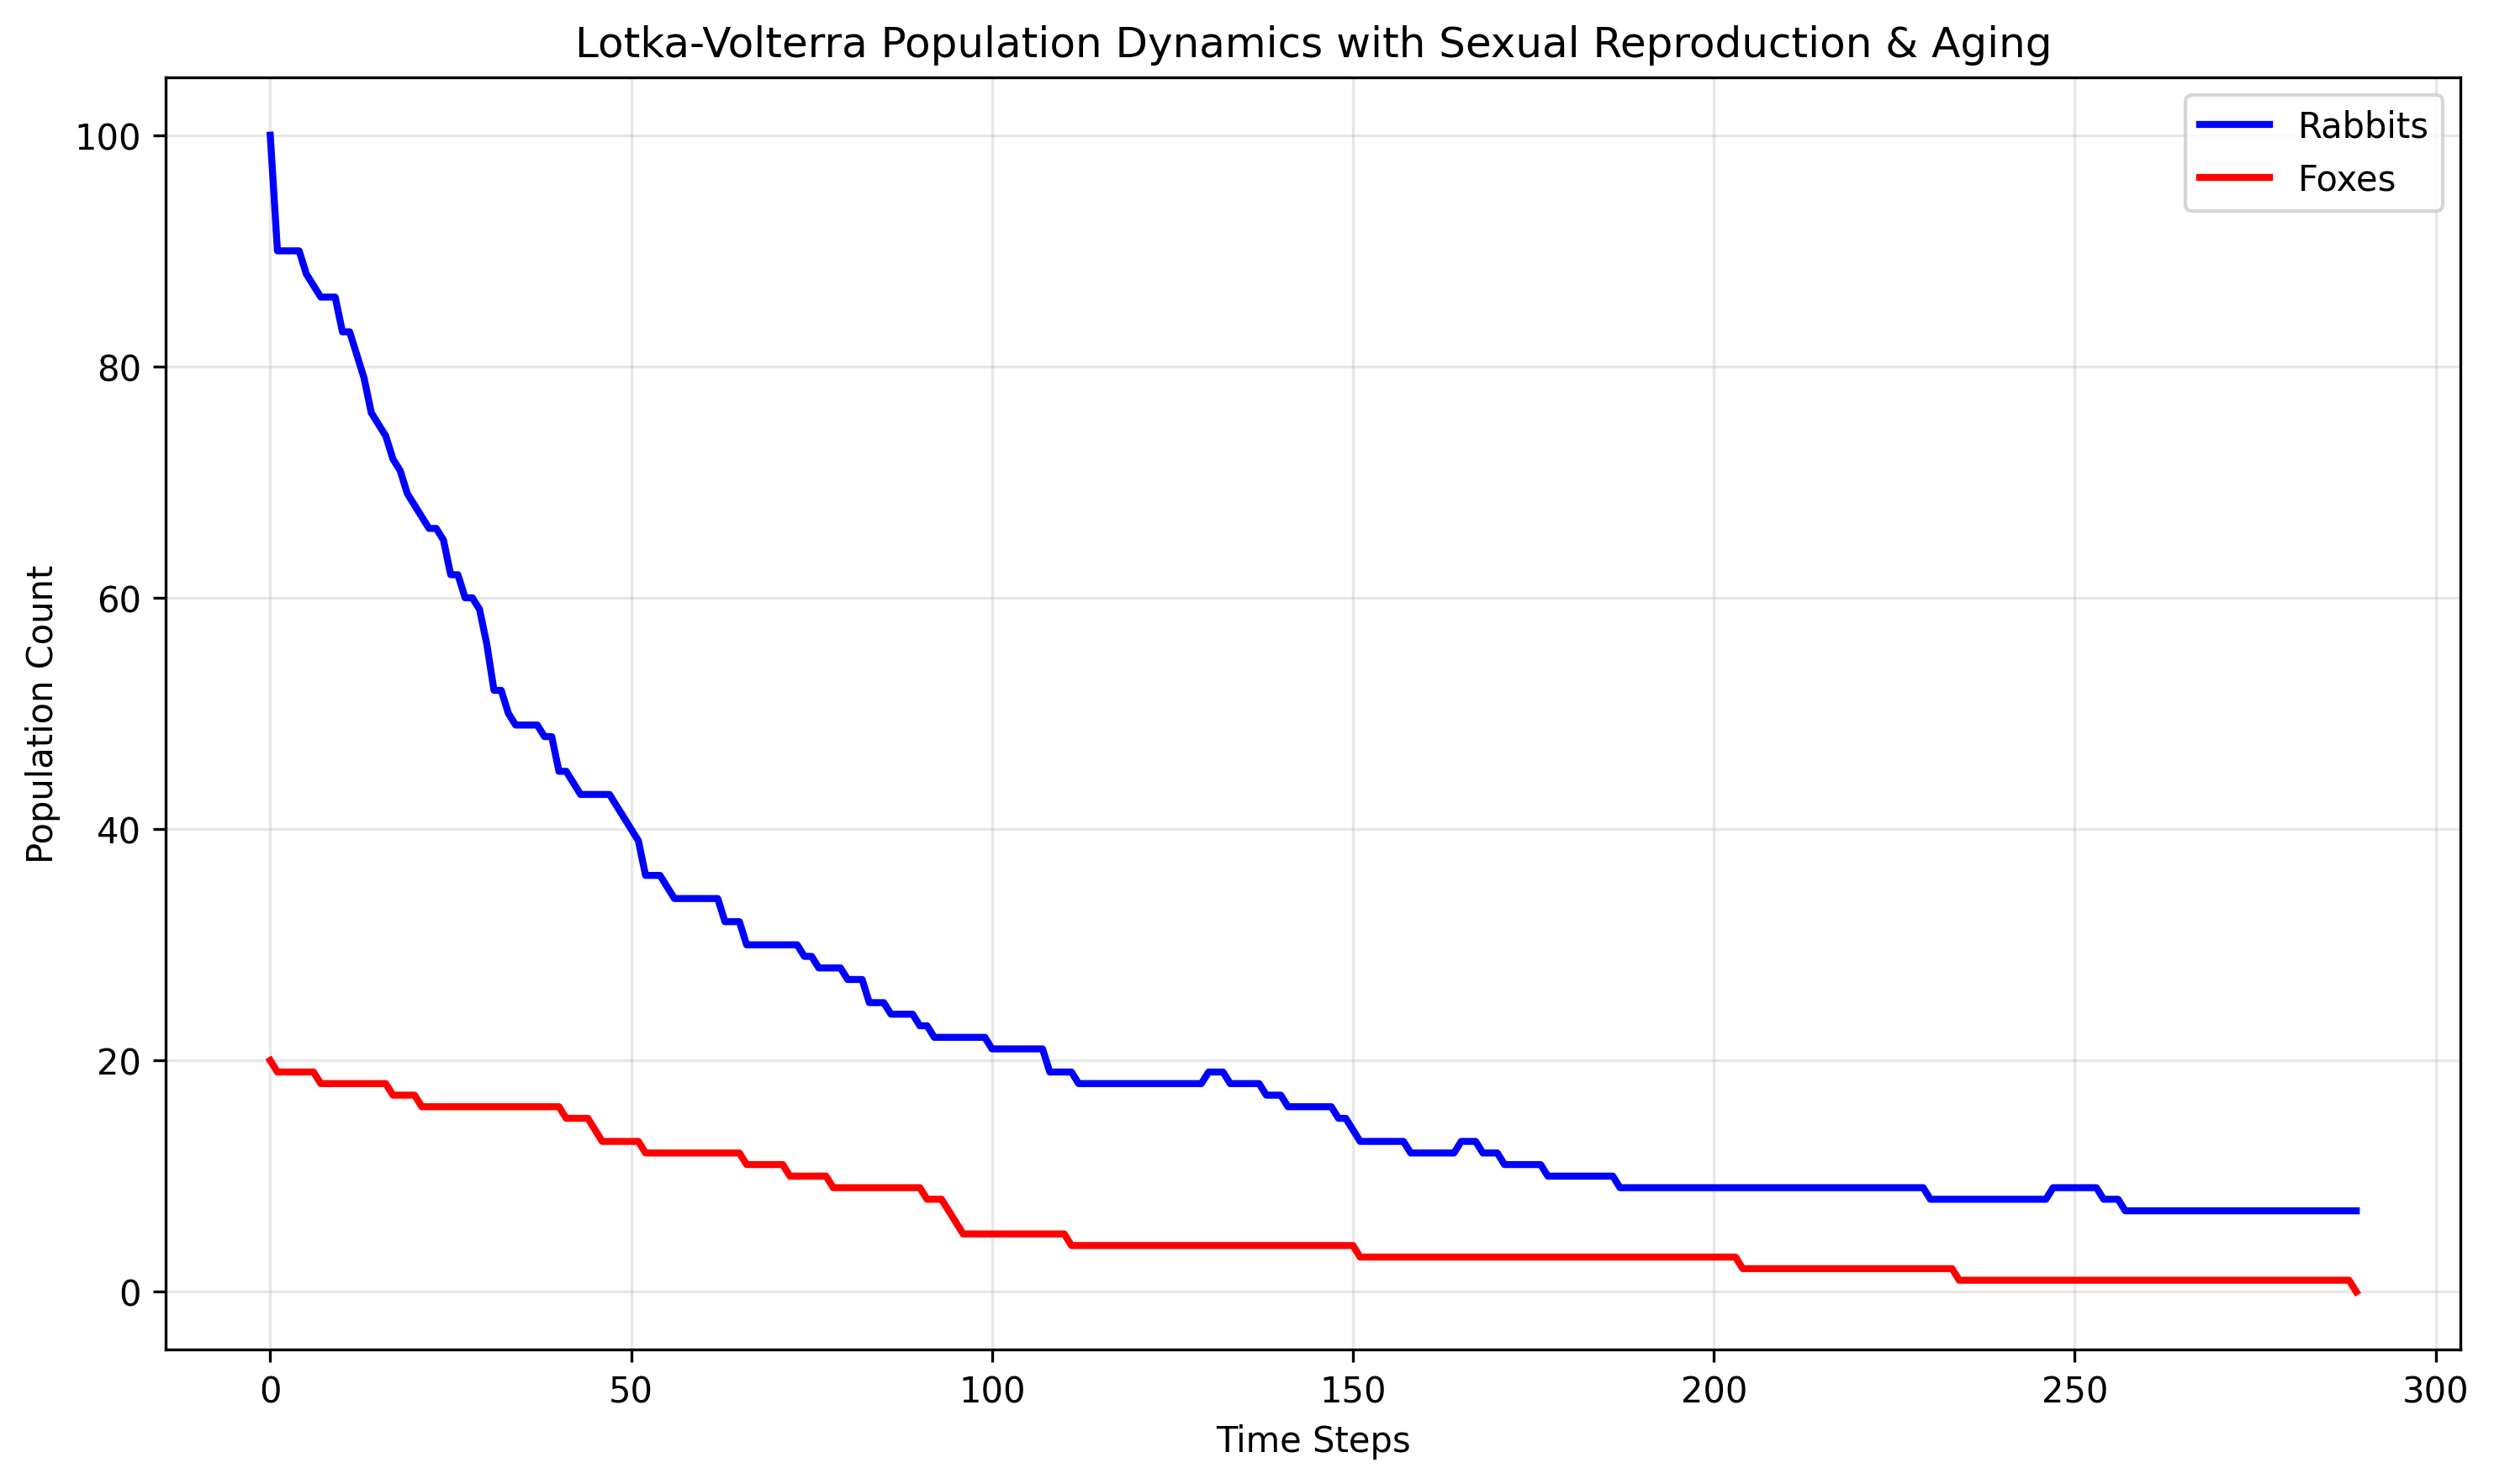 Lotka-Volterra Population Dynamics with Sexual Reproduction & Aging
Rabbits
Foxes
Population Count
100
80
60
40
20
0
0 50 100 150 200 250 300
Time Steps